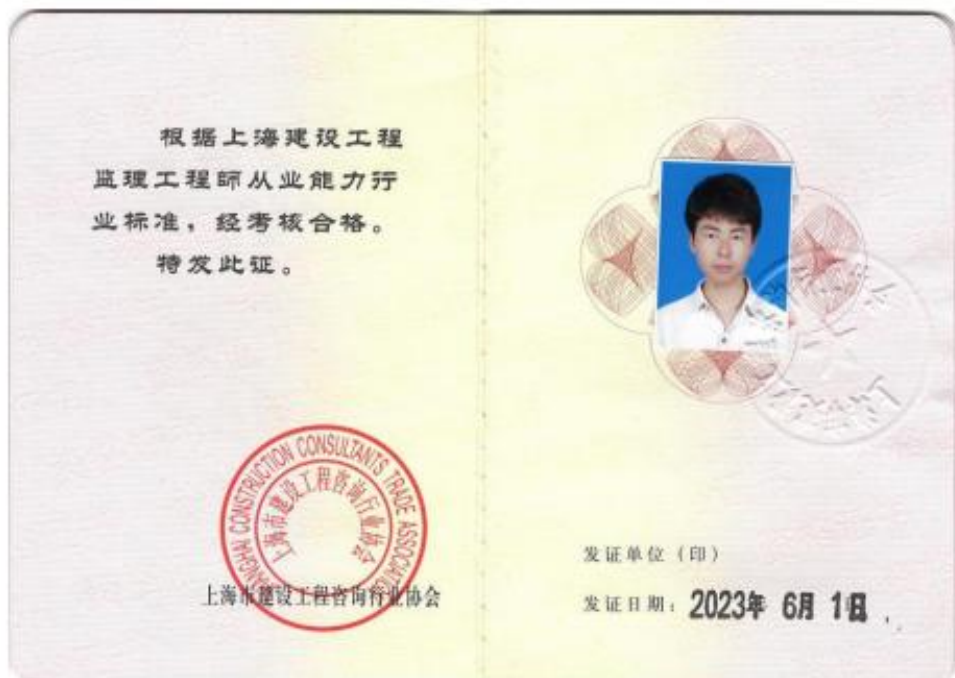 根据上海建设工程
监理工程师从业能力行
业标准，经考核合格。
特发此证。
SHANGHAI CONSTRUCTION CONSULTANTS TRADE ASSOCIATION
上海市建设工程咨询行业协会
上海市建设工程咨询行业协会
发证单位（印）
发证日期：2023年 6月 1日